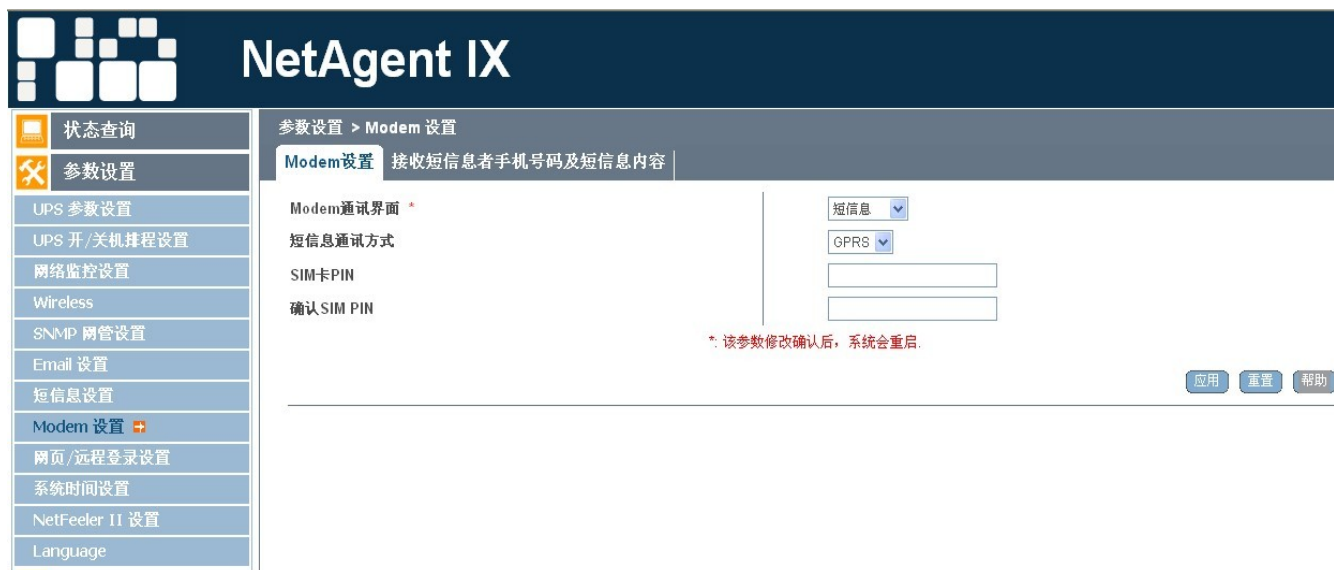 NetAgent IX
状态查询
参数设置
UPS 参数设置
UPS 开/关机排程设置
网络监控设置
Wireless
SNMP 网管设置
Email 设置
短信息设置
Modem 设置
网页/远程登录设置
系统时间设置
NetFeeler II 设置
Language
参数设置 > Modem 设置
Modem设置 接收短信息者手机号码及短信息内容
Modem通讯界面 * 短信息
短信息通讯方式 GPRS
SIM卡PIN
确认SIM PIN
*: 该参数修改确认后，系统会重启.
应用 重置 帮助